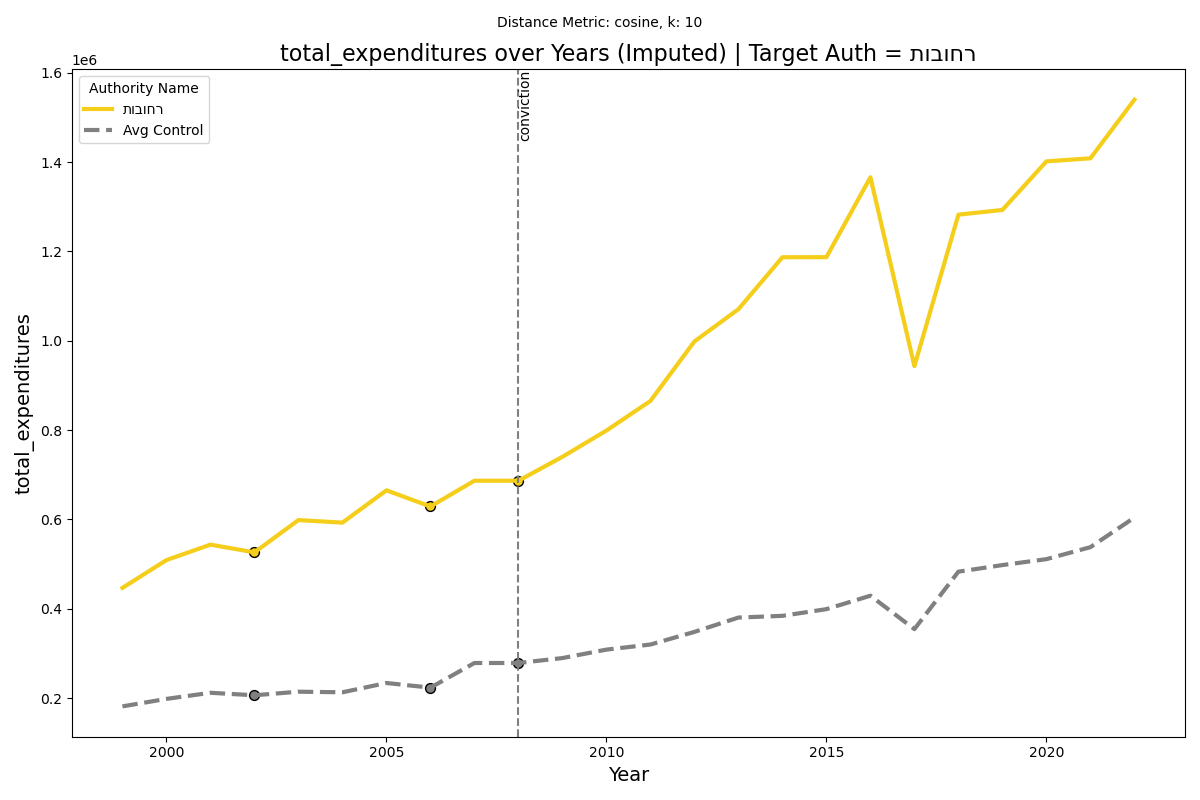 Distance Metric: cosine, k: 10
total_expenditures over Years (Imputed) | Target Auth = רחובות
1e6
Authority Name
רחובות
Avg Control
conviction
total_expenditures
1.6
1.4
1.2
1.0
0.8
0.6
0.4
0.2
2000 2005 2010 2015 2020
Year